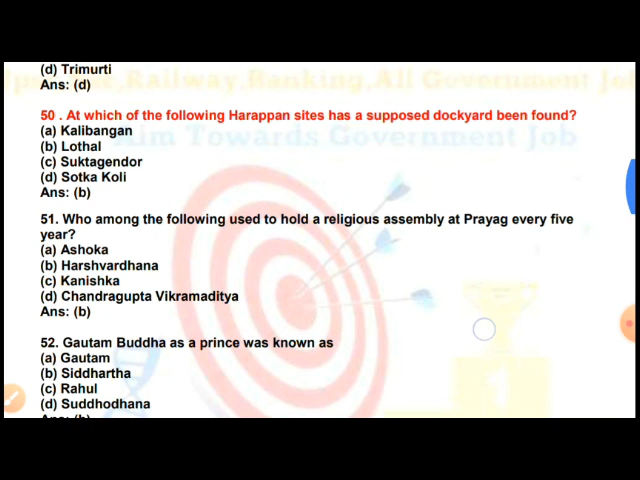 (d) Trimurti
Ans: (d)
Railway,Banking,All Government Jo
50 . At which of the following Harappan sites has a supposed dockyard been found?
(a) Kalibangan
Aim Towards Government Job
(b) Lothal
(c) Suktagendor
(d) Sotka Koli
Ans: (b)
51. Who among the following used to hold a religious assembly at Prayag every five
year?
(a) Ashoka
(b) Harshvardhana
(c) Kanishka
(d) Chandragupta Vikramaditya
Ans: (b)
1
52. Gautam Buddha as a prince was known as
(a) Gautam
(b) Siddhartha
(c) Rahul
(d) Suddhodhana
Ans: (b)